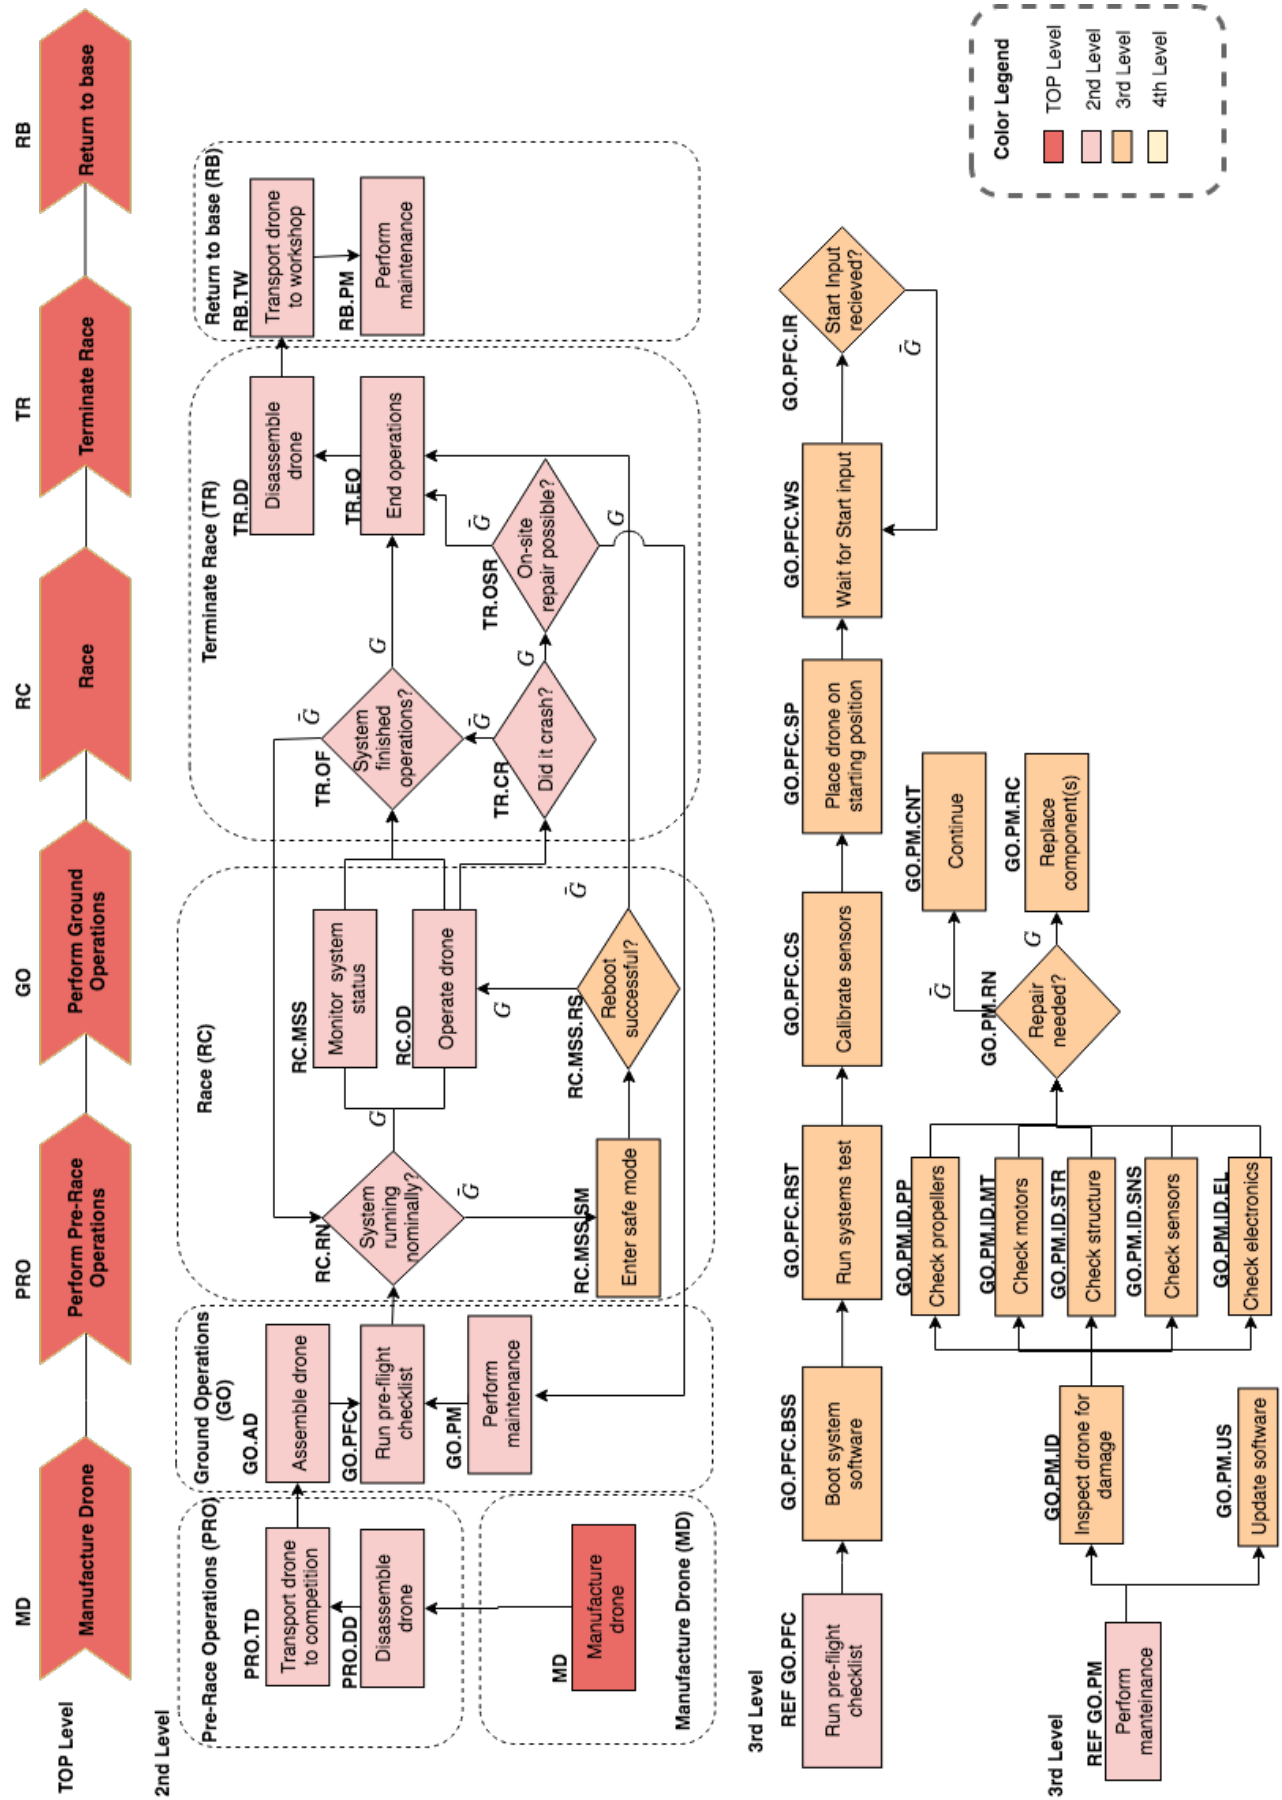 TOP Level
MD
Manufacture Drone
PRO
Perform Pre-Race
Operations
GO
Perform Ground
Operations
RC
Race
TR
Terminate Race
RB
Return to base
2nd Level
Pre-Race Operations (PRO)
PRO.TD
Transport drone
to competition
PRO.DD
Disassemble
drone
MD
Manufacture
drone
Manufacture Drone (MD)
Ground Operations
(GO)
GO.AD
Assemble drone
GO.PFC
Run pre-flight
checklist
GO.PM
Perform
maintenance
Race (RC)
RC.RN
System
running
nominally?
G
Ḡ
RC.MSS
Monitor system
status
RC.OD
Operate drone
RC.MSS.SM
Enter safe mode
RC.MSS.RS
Reboot
successful?
G
Ḡ
Terminate Race (TR)
TR.OF
System
finished
operations?
Ḡ
G
TR.CR
Did it crash?
Ḡ
G
TR.OSR
On-site
repair possible?
Ḡ
G
TR.DD
Disassemble
drone
TR.EO
End operations
Return to base (RB)
RB.TW
Transport drone
to workshop
RB.PM
Perform
maintenance
3rd Level
REF GO.PFC
Run pre-flight
checklist
GO.PFC.BSS
Boot system
software
GO.PFC.RST
Run systems test
GO.PFC.CS
Calibrate sensors
GO.PFC.SP
Place drone on
starting position
GO.PFC.WS
Wait for Start input
GO.PFC.IR
Start Input
recieved?
Ḡ
3rd Level
REF GO.PM
Perform
manteinance
GO.PM.ID
Inspect drone for
damage
GO.PM.US
Update software
GO.PM.ID.PP
Check propellers
GO.PM.ID.MT
Check motors
GO.PM.ID.STR
Check structure
GO.PM.ID.SNS
Check sensors
GO.PM.ID.EL
Check electronics
GO.PM.RN
Repair
needed?
Ḡ
G
GO.PM.CNT
Continue
GO.PM.RC
Replace
component(s)
Color Legend
TOP Level
2nd Level
3rd Level
4th Level